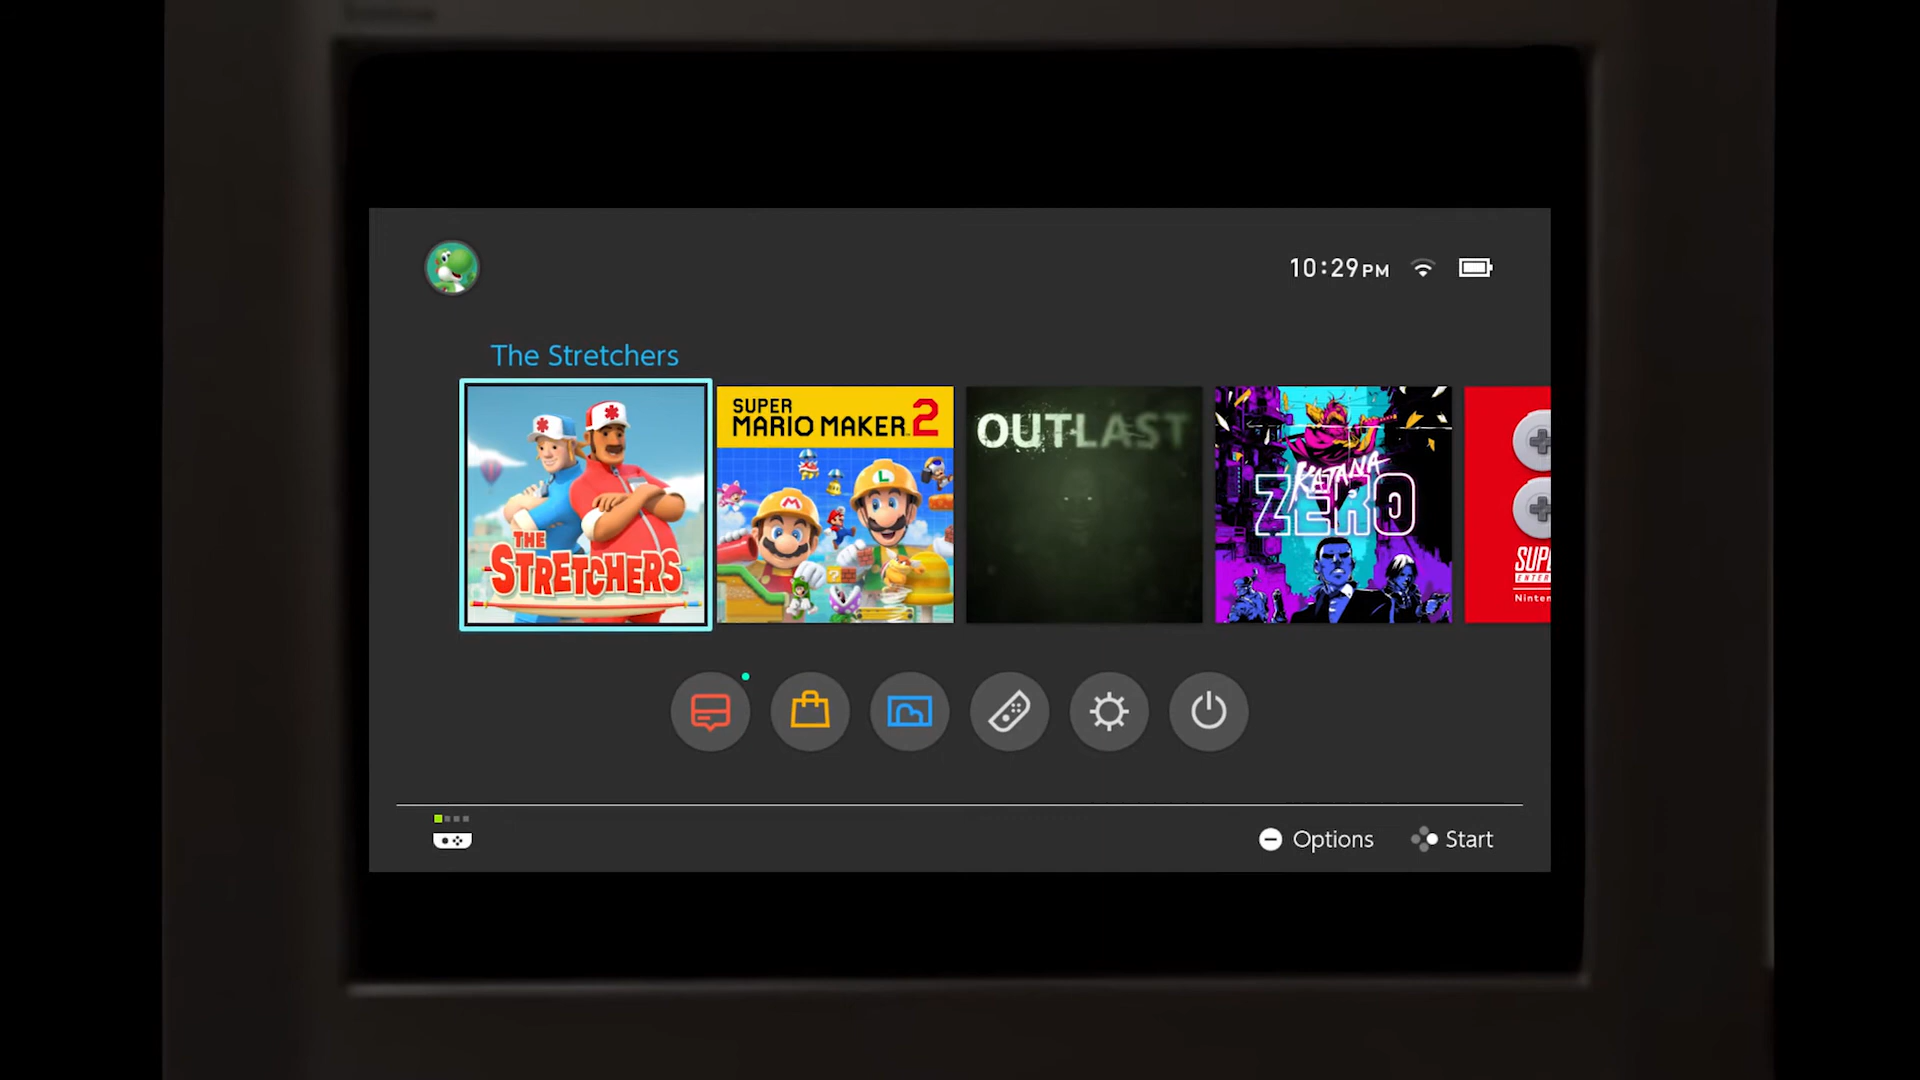 10:29PM
The Stretchers
THE
STRETCHERS
SUPER
MARIO MAKER 2
OUTLAST
KATANA
ZERO
Options
Start